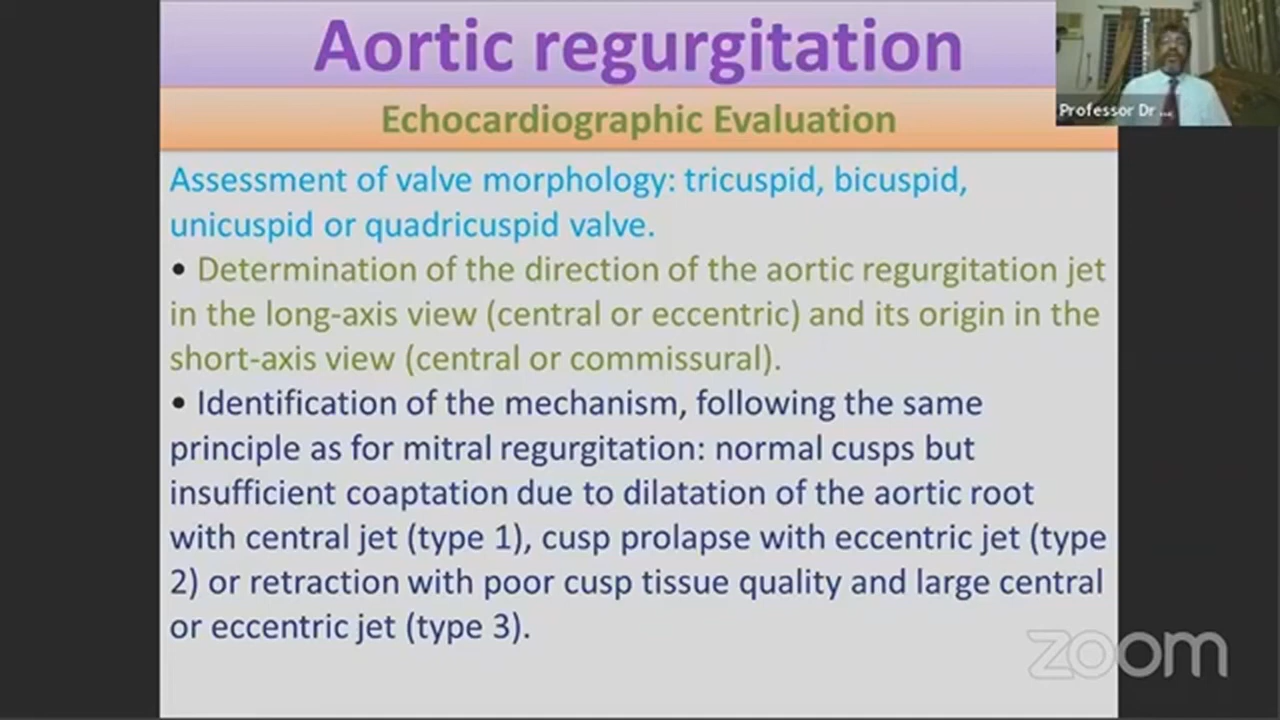 Aortic regurgitation
Professor Dr ...
Echocardiographic Evaluation
Assessment of valve morphology: tricuspid, bicuspid,
unicuspid or quadricuspid valve.
• Determination of the direction of the aortic regurgitation jet
in the long-axis view (central or eccentric) and its origin in the
short-axis view (central or commissural).
• Identification of the mechanism, following the same
principle as for mitral regurgitation: normal cusps but
insufficient coaptation due to dilatation of the aortic root
with central jet (type 1), cusp prolapse with eccentric jet (type
2) or retraction with poor cusp tissue quality and large central
or eccentric jet (type 3).
zoom